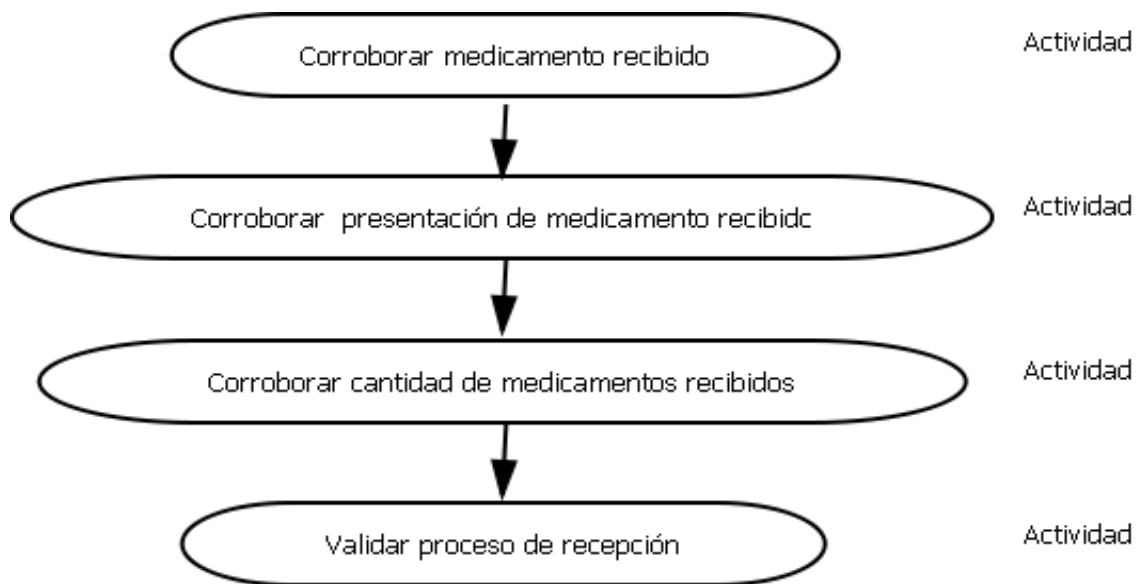 Corroborar medicamento recibido
Actividad
Corroborar presentación de medicamento recibidc
Actividad
Corroborar cantidad de medicamentos recibidos
Actividad
Validar proceso de recepción
Actividad